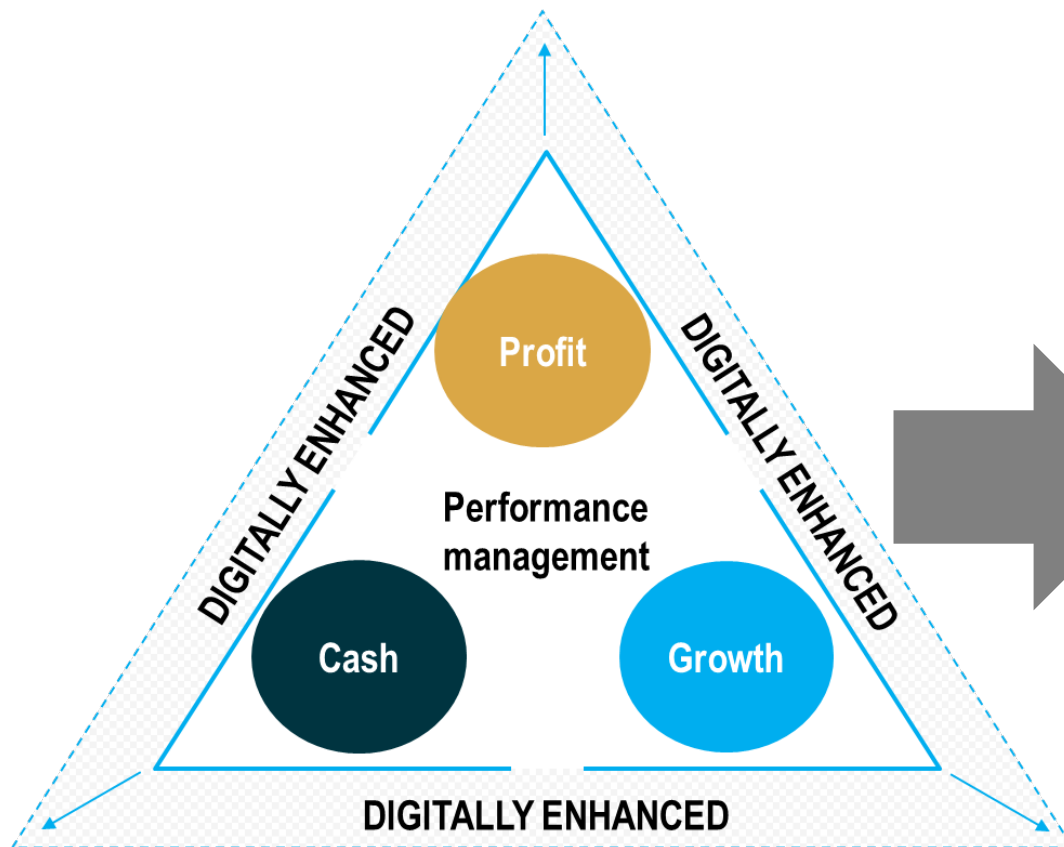 Profit
DIGITALLY ENHANCED
DIGITALLY ENHANCED
Performance
management
Cash
Growth
DIGITALLY ENHANCED